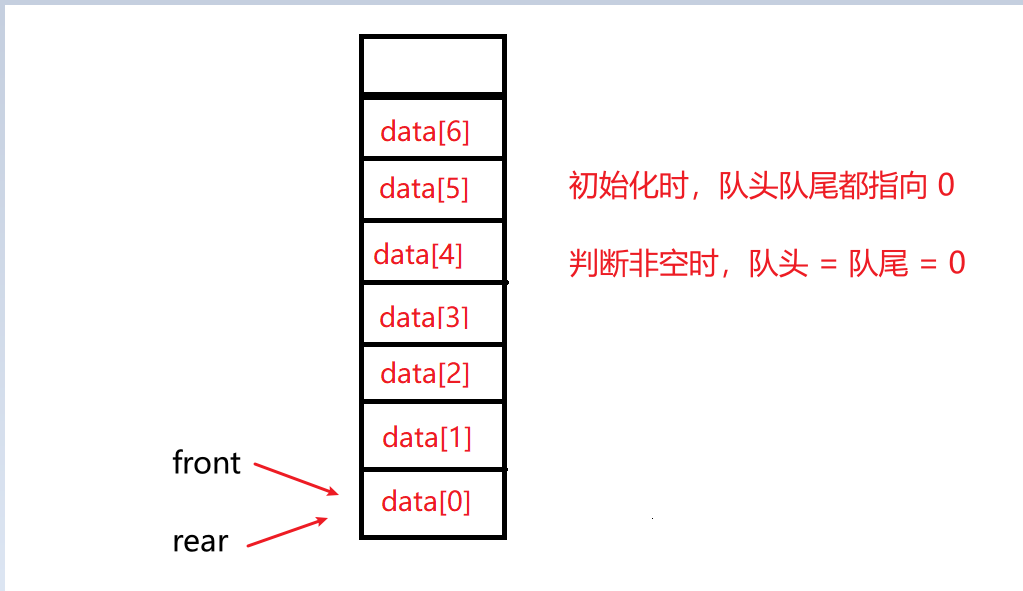 data[6]
data[5]
data[4]
data[3]
data[2]
data[1]
data[0]
front
rear
初始化时，队头队尾都指向 0
判断非空时，队头 = 队尾 = 0